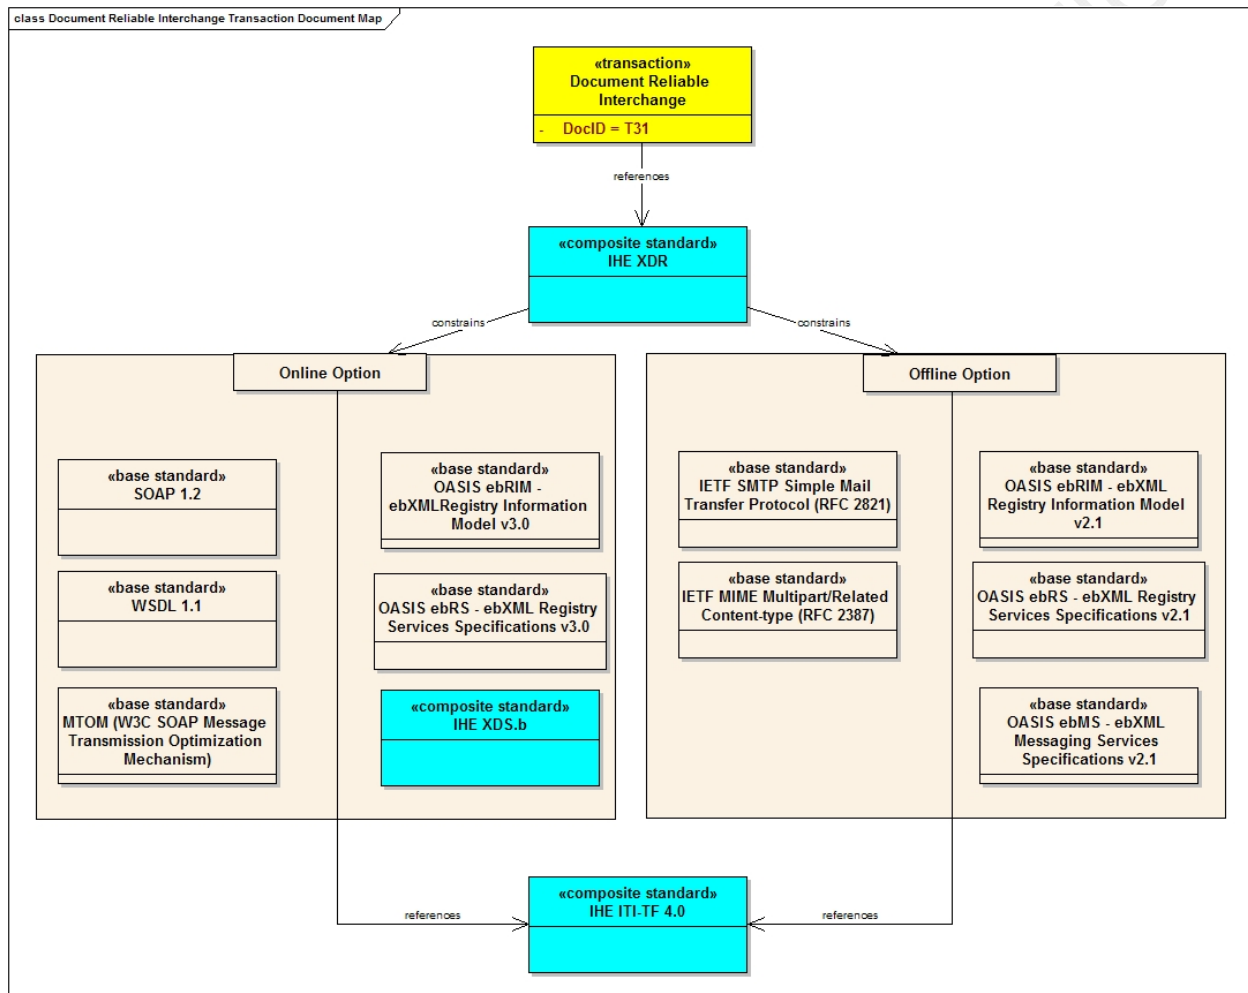 class Document Reliable Interchange Transaction Document Map
«transaction»
Document Reliable
Interchange
- DocID = T31
references
«composite standard»
IHE XDR
constrains
constrains
Online Option
«base standard»
SOAP 1.2
«base standard»
WSDL 1.1
«base standard»
MTOM (W3C SOAP Message
Transmission Optimization
Mechanism)
«base standard»
OASIS ebRIM -
ebXMLRegistry Information
Model v3.0
«base standard»
OASIS ebRS - ebXML Registry
Services Specifications v3.0
«composite standard»
IHE XDS.b
Offline Option
«base standard»
IETF SMTP Simple Mail
Transfer Protocol (RFC 2821)
«base standard»
IETF MIME Multipart/Related
Content-type (RFC 2387)
«base standard»
OASIS ebRIM - ebXML
Registry Information Model
v2.1
«base standard»
OASIS ebRS - ebXML Registry
Services Specifications v2.1
«base standard»
OASIS ebMS - ebXML
Messaging Services
Specifications v2.1
references
references
«composite standard»
IHE ITI-TF 4.0